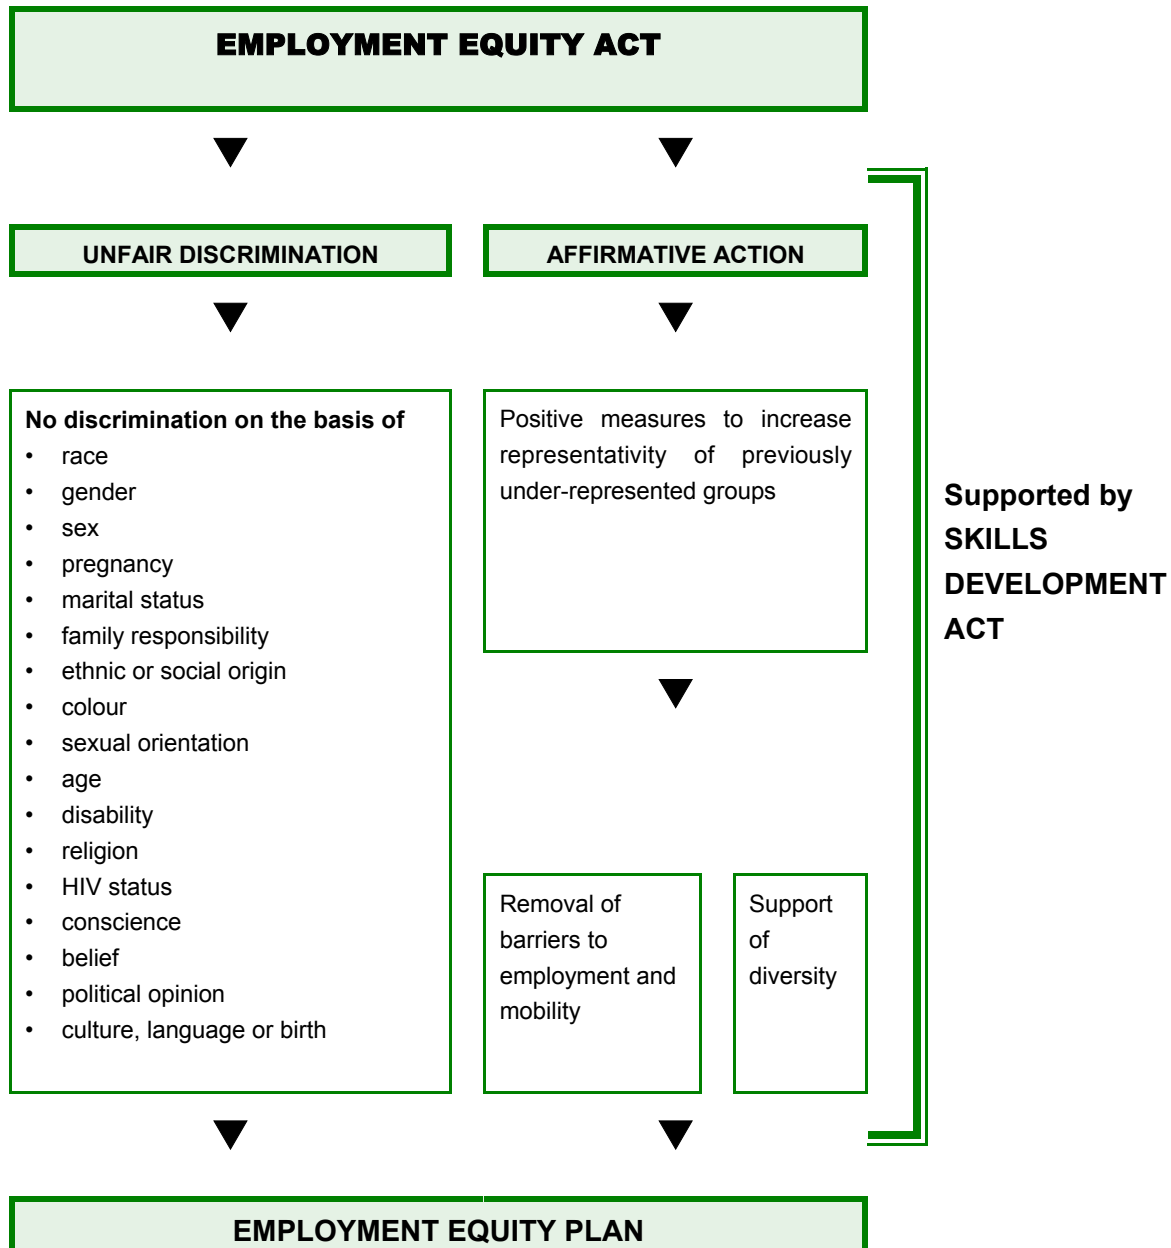 EMPLOYMENT EQUITY ACT
UNFAIR DISCRIMINATION
AFFIRMATIVE ACTION
No discrimination on the basis of
• race
• gender
• sex
• pregnancy
• marital status
• family responsibility
• ethnic or social origin
• colour
• sexual orientation
• age
• disability
• religion
• HIV status
• conscience
• belief
• political opinion
• culture, language or birth
Positive measures to increase
representativity of previously
under-represented groups
Removal of
barriers to
employment and
mobility
Support
of
diversity
Supported by
SKILLS
DEVELOPMENT
ACT
EMPLOYMENT EQUITY PLAN